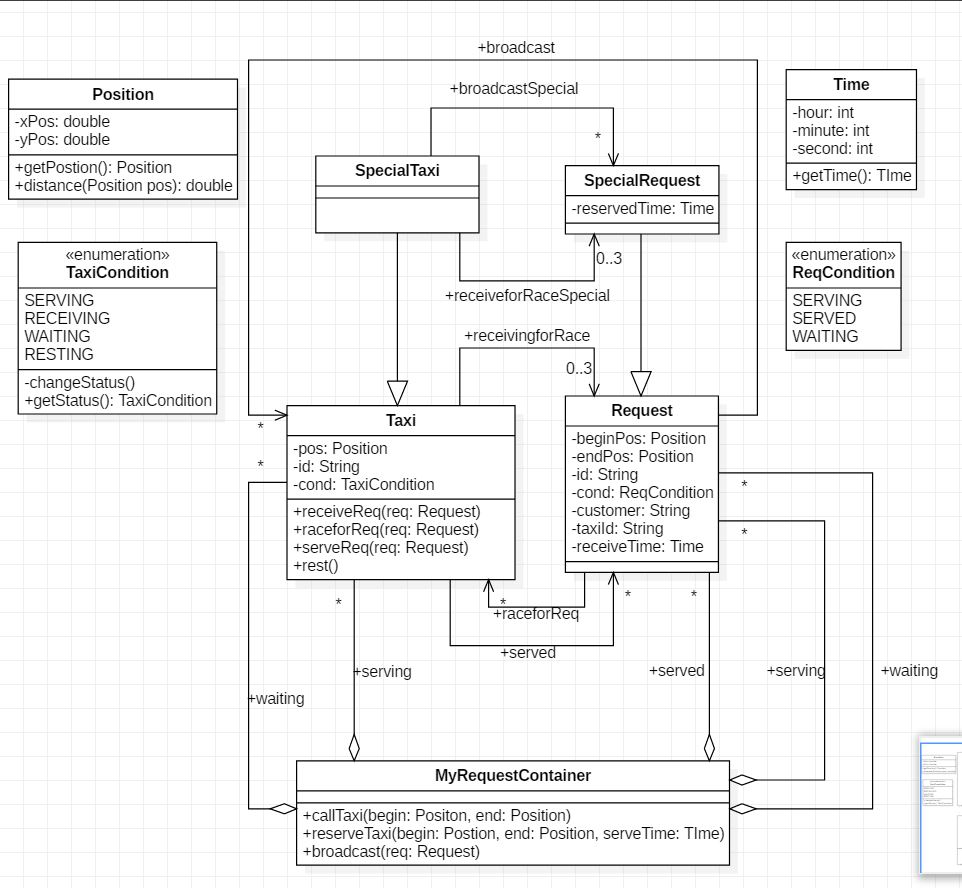 +broadcast
+broadcastSpecial
*
Position
-xPos: double
-yPos: double
+getPostion(): Position
+distance(Position pos): double
SpecialTaxi
SpecialRequest
-reservedTime: Time
Time
-hour: int
-minute: int
-second: int
+getTime(): TIme
«enumeration»
TaxiCondition
SERVING
RECEIVING
WAITING
RESTING
-changeStatus()
+getStatus(): TaxiCondition
0..3
+receiveforRaceSpecial
«enumeration»
ReqCondition
SERVING
SERVED
WAITING
+receivingforRace
0..3
*
*
Taxi
-pos: Position
-id: String
-cond: TaxiCondition
+receiveReq(req: Request)
+raceforReq(req: Request)
+serveReq(req: Request)
+rest()
Request
-beginPos: Position
-endPos: Position
-id: String
-cond: ReqCondition
-customer: String
-taxiId: String
-receiveTime: Time
*
*
*
*
+raceforReq
*
*
+served
+serving
+waiting
+served
+serving
+waiting
MyRequestContainer
+callTaxi(begin: Positon, end: Position)
+reserveTaxi(begin: Postion, end: Position, serveTime: TIme)
+broadcast(req: Request)